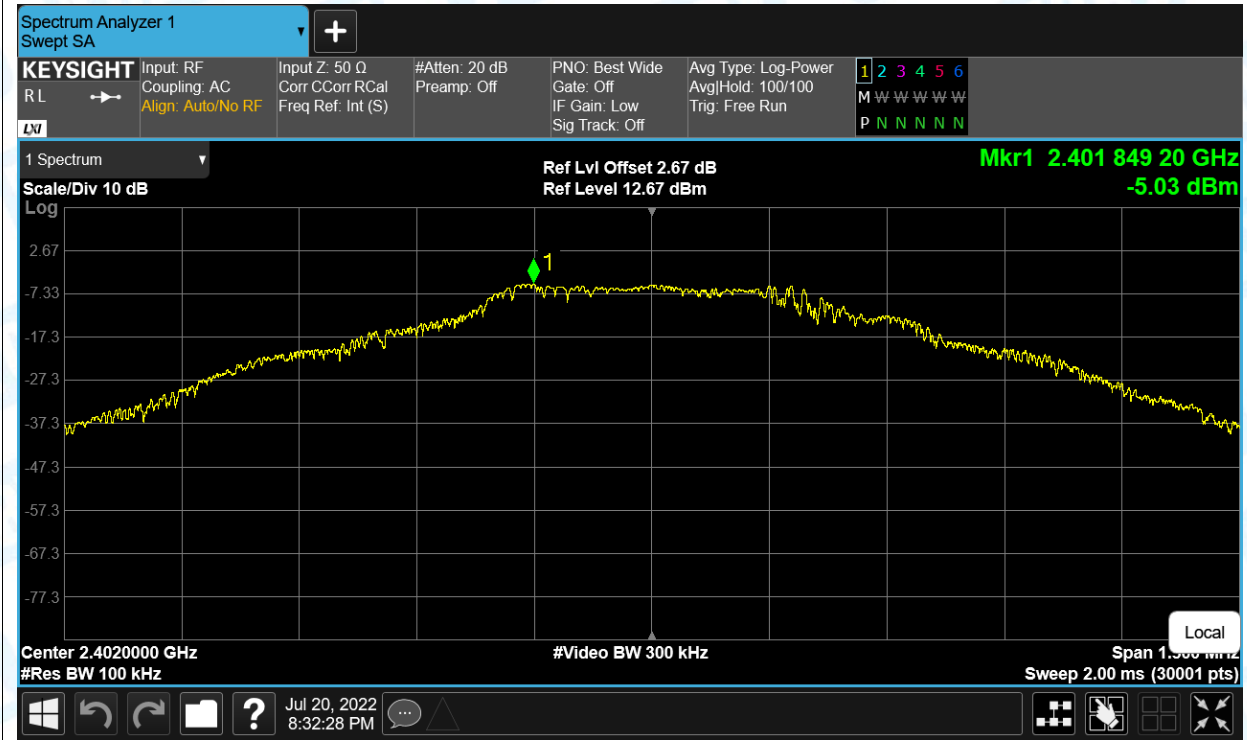 Spectrum Analyzer 1
Swept SA
+
KEYSIGHT
R L
LXI
Input: RF
Coupling: AC
Align: Auto/No RF
Input Z: 50 Ω
Corr CCorr RCal
Freq Ref: Int (S)
#Atten: 20 dB
Preamp: Off
PNO: Best Wide
Gate: Off
IF Gain: Low
Sig Track: Off
Avg Type: Log-Power
Avg|Hold: 100/100
Trig: Free Run
1 2 3 4 5 6
M W W W W W
P N N N N N
1 Spectrum
Scale/Div 10 dB
Log
Ref Lvl Offset 2.67 dB
Ref Level 12.67 dBm
Mkr1 2.401 849 20 GHz
-5.03 dBm
1
2.67
-7.33
-17.3
-27.3
-37.3
-47.3
-57.3
-67.3
-77.3
Local
Center 2.4020000 GHz
#Video BW 300 kHz
Span
#Res BW 100 kHz
Sweep 2.00 ms (30001 pts)
?
Jul 20, 2022
8:32:28 PM